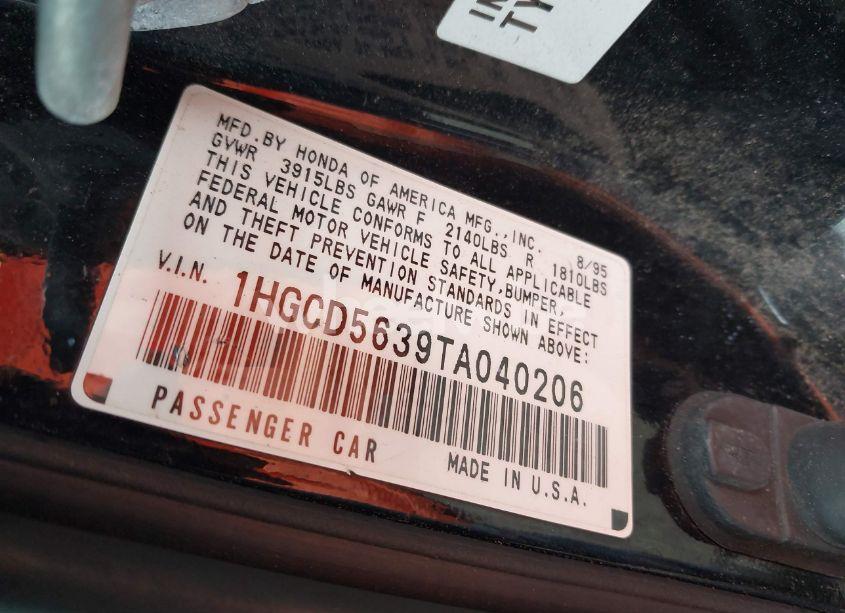 IN
TY
MFD.BY HONDA OF AMERICA MFG.,INC. 8/95
GVWR 3915LBS GAWR F 2140LBS R 1810LBS
THIS VEHICLE CONFORMS TO ALL APPLICABLE
FEDERAL MOTOR VEHICLE SAFETY,BUMPER,
AND THEFT PREVENTION STANDARDS IN EFFECT
ON THE DATE OF MANUFACTURE SHOWN ABOVE:
V.I.N. 1HGCD5639TA040206
PASSENGER CAR MADE IN U.S.A.